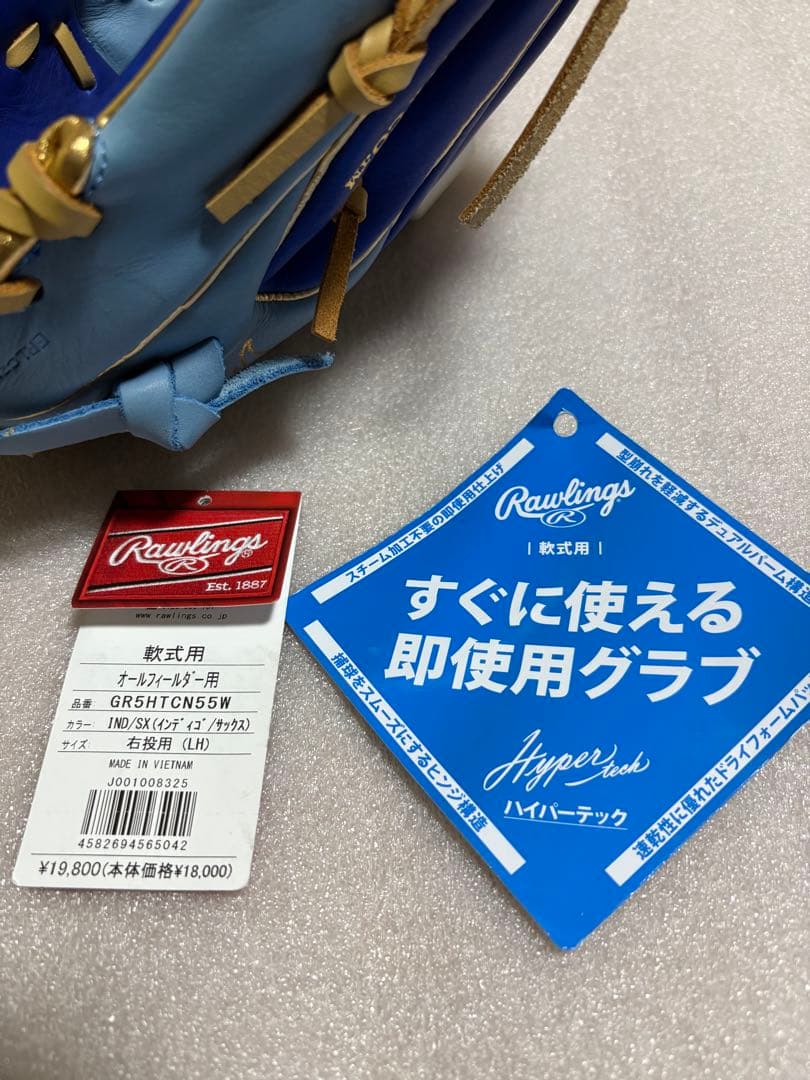 Rawlings
Est. 1887
www.rawlings.co.jp
軟式用
オールフィールダー用
品番: GR5HTCN55W
カラー: IND/SX(インディゴ/サックス)
サイズ: 右投用 (LH)
MADE IN VIETNAM
J001008325
4582694565042
¥19,800(本体価格¥18,000)
スチーム加工不要の即使用仕上げ
型崩れを軽減するデュアルパーム構造
Rawlings
R
|軟式用|
すぐに使える
即使用グラブ
Hyper tech
ハイパーテック
捕球をスムーズにするヒンジ構造
速乾性に優れたドライフォームパッ